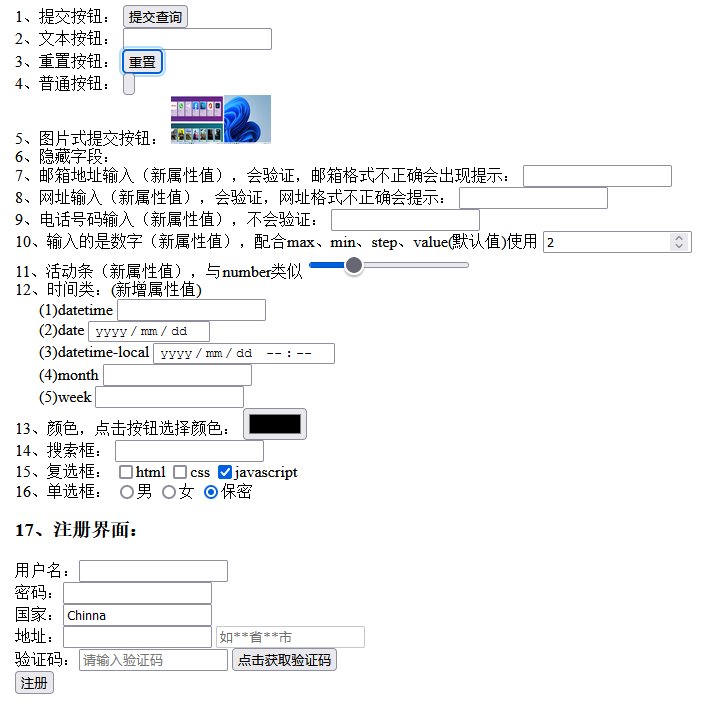 1、提交按钮： 提交查询
2、文本按钮：
3、重置按钮： 重置
4、普通按钮：
5、图片式提交按钮：
6、隐藏字段：
7、邮箱地址输入（新属性值），会验证，邮箱格式不正确会出现提示：
8、网址输入（新属性值），会验证，网址格式不正确会提示：
9、电话号码输入（新属性值），不会验证：
10、输入的是数字（新属性值），配合max、min、step、value(默认值)使用 2
11、活动条（新属性值），与number类似
12、时间类：(新增属性值)
(1)datetime
(2)date yyyy / mm / dd
(3)datetime-local yyyy / mm / dd -- : --
(4)month
(5)week
13、颜色，点击按钮选择颜色：
14、搜索框：
15、复选框： html css javascript
16、单选框： 男 女 保密
17、注册界面：
用户名：
密码：
国家： Chinna
地址： 如**省**市
验证码： 请输入验证码 点击获取验证码
注册